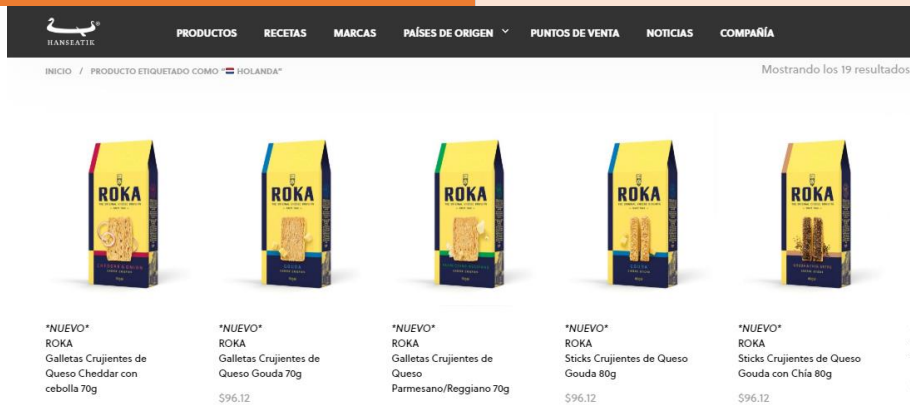 HANSEATIK
PRODUCTOS RECETAS MARCAS PAÍSES DE ORIGEN PUNTOS DE VENTA NOTICIAS COMPAÑÍA
INICIO / PRODUCTO ETIQUETADO COMO "🇳🇱 HOLANDA"
Mostrando los 19 resultados
ROKA
ROKA
ROKA
ROKA
ROKA
GOUDA
GOUDA
*NUEVO*
ROKA
Galletas Crujientes de
Queso Cheddar con
cebolla 70g
*NUEVO*
ROKA
Galletas Crujientes de
Queso Gouda 70g
$96.12
*NUEVO*
ROKA
Galletas Crujientes de
Queso
Parmesano/Reggiano 70g
*NUEVO*
ROKA
Sticks Crujientes de Queso
Gouda 80g
$96.12
*NUEVO*
ROKA
Sticks Crujientes de Queso
Gouda con Chía 80g
$96.12